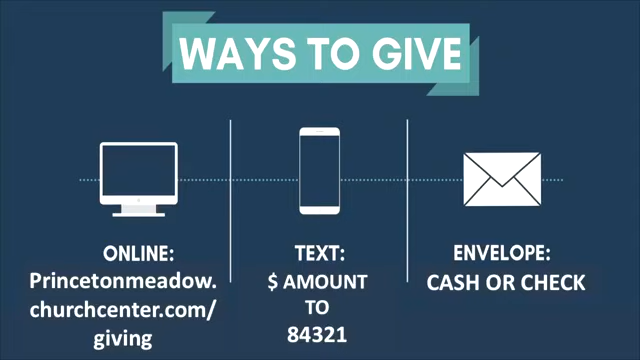 WAYS TO GIVE
ONLINE:
Princetonmeadow.
churchcenter.com/
giving
TEXT:
$ AMOUNT
TO
84321
ENVELOPE:
CASH OR CHECK